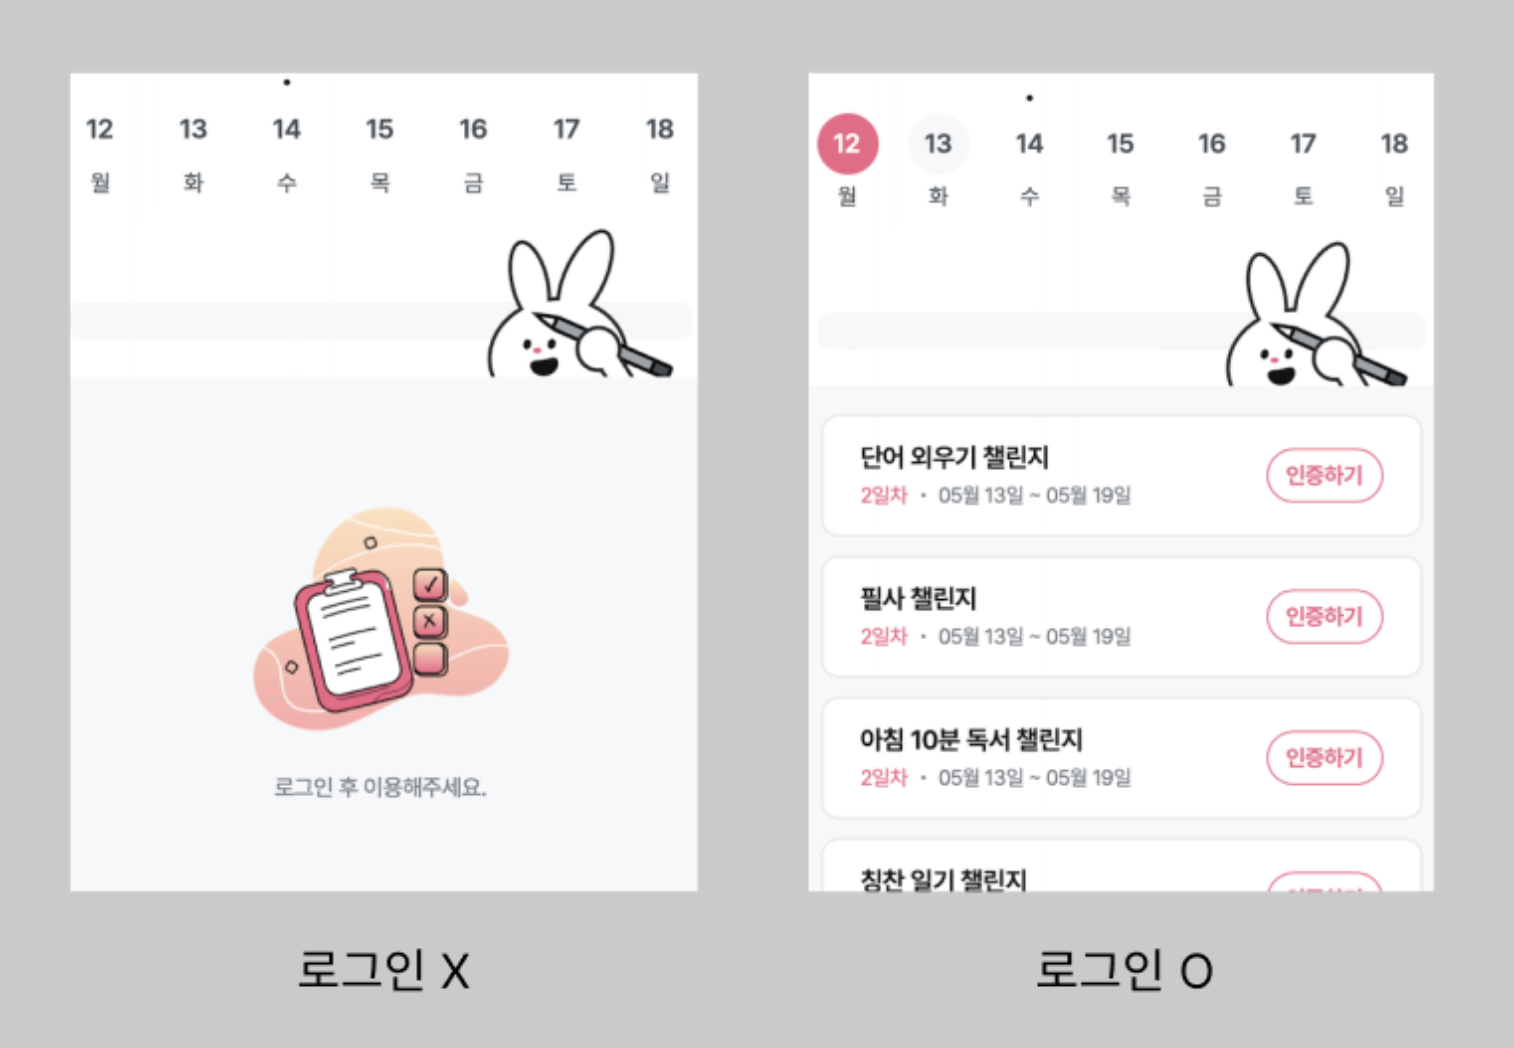 12 13 14 15 16 17 18
월 화 수 목 금 토 일
로그인 후 이용해주세요.
로그인 X
12 13 14 15 16 17 18
월 화 수 목 금 토 일
단어 외우기 챌린지
2일차 • 05월 13일 ~ 05월 19일
인증하기
필사 챌린지
2일차 • 05월 13일 ~ 05월 19일
인증하기
아침 10분 독서 챌린지
2일차 • 05월 13일 ~ 05월 19일
인증하기
칭찬 일기 챌린지
로그인 O